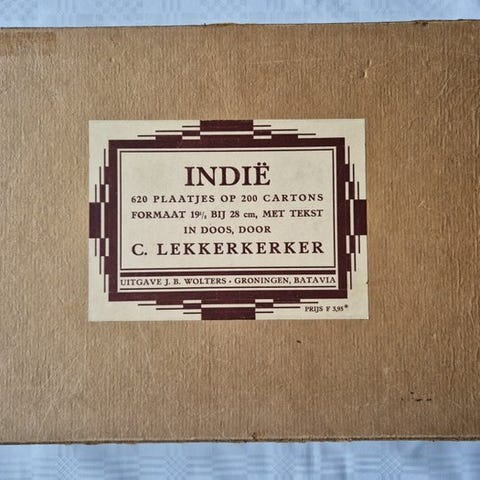 INDIË
620 PLAATJES OP 200 CARTONS
FORMAAT 19½ BIJ 28 cm, MET TEKST
IN DOOS, DOOR
C. LEKKERKERKER
UITGAVE J. B. WOLTERS - GRONINGEN, BATAVIA
PRIJS F 3,95*